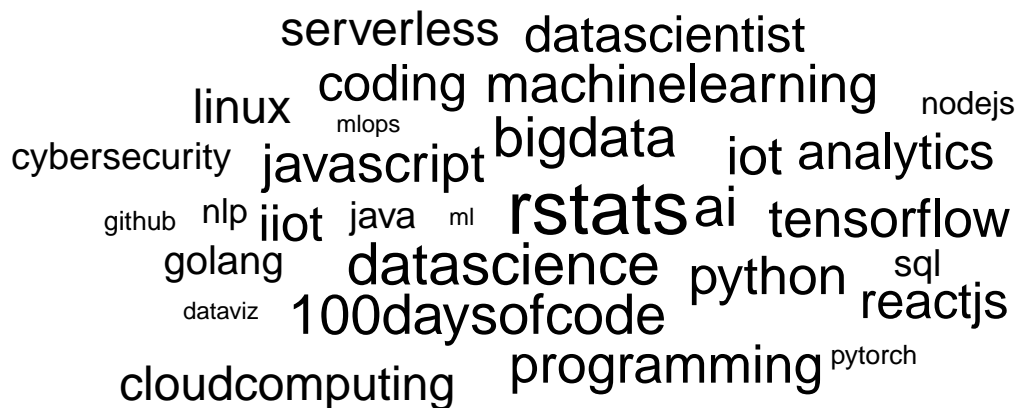 serverless datascientist
coding machinelearning
linux mlops nodejs
cybersecurity javascript bigdata iot analytics
github nlp iiot java ml rstats ai tensorflow
golang datascience python sql
dataviz 100daysofcode reactjs
cloudcomputing programming pytorch